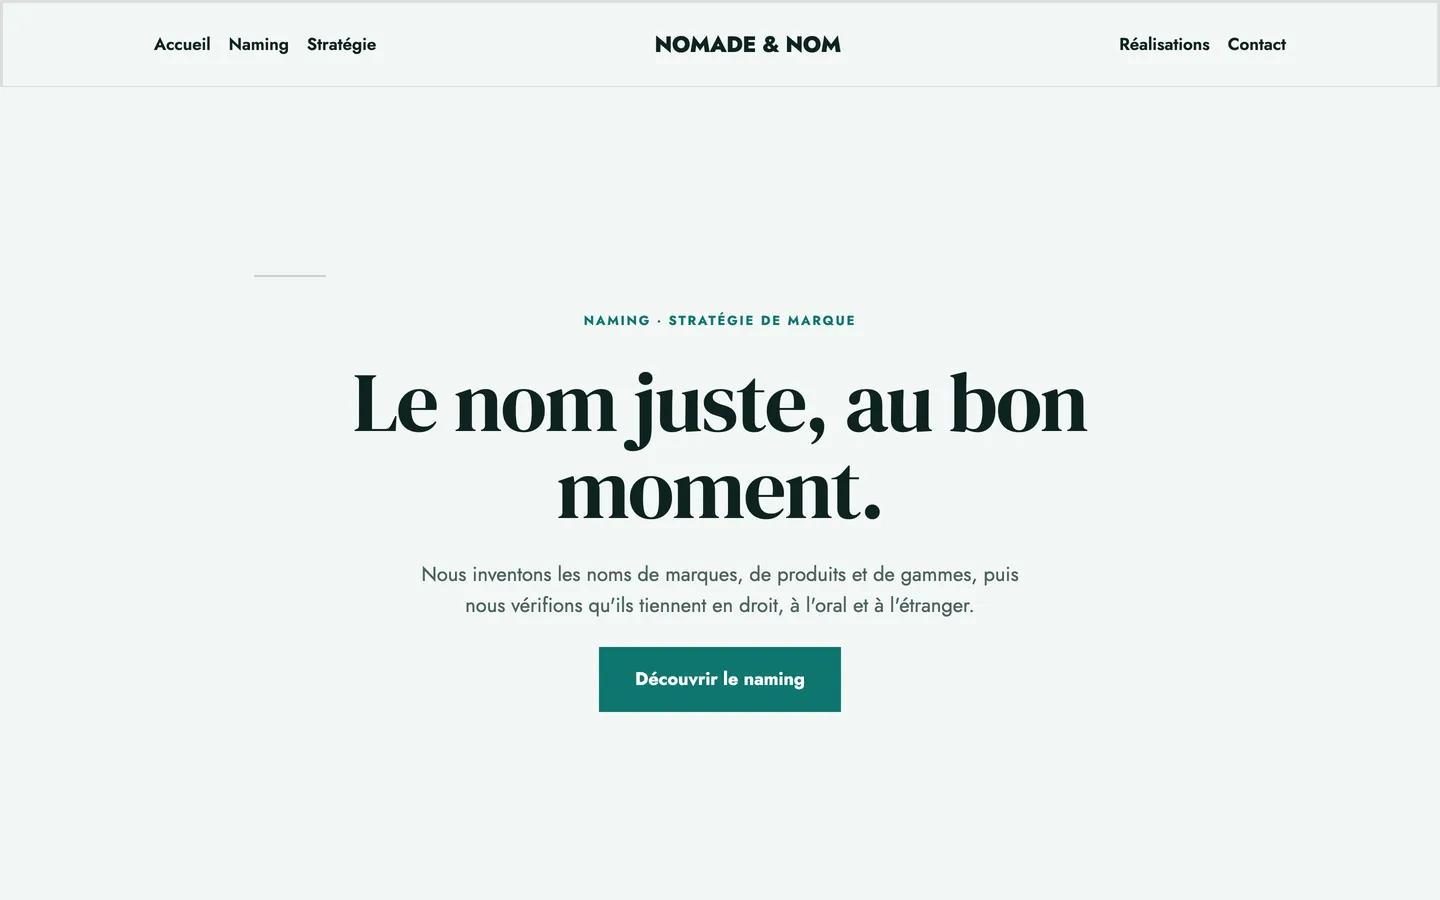 Accueil Naming Stratégie NOMADE & NOM Réalisations Contact
NAMING · STRATÉGIE DE MARQUE
Le nom juste, au bon
moment.
Nous inventons les noms de marques, de produits et de gammes, puis
nous vérifions qu'ils tiennent en droit, à l'oral et à l'étranger.
Découvrir le naming